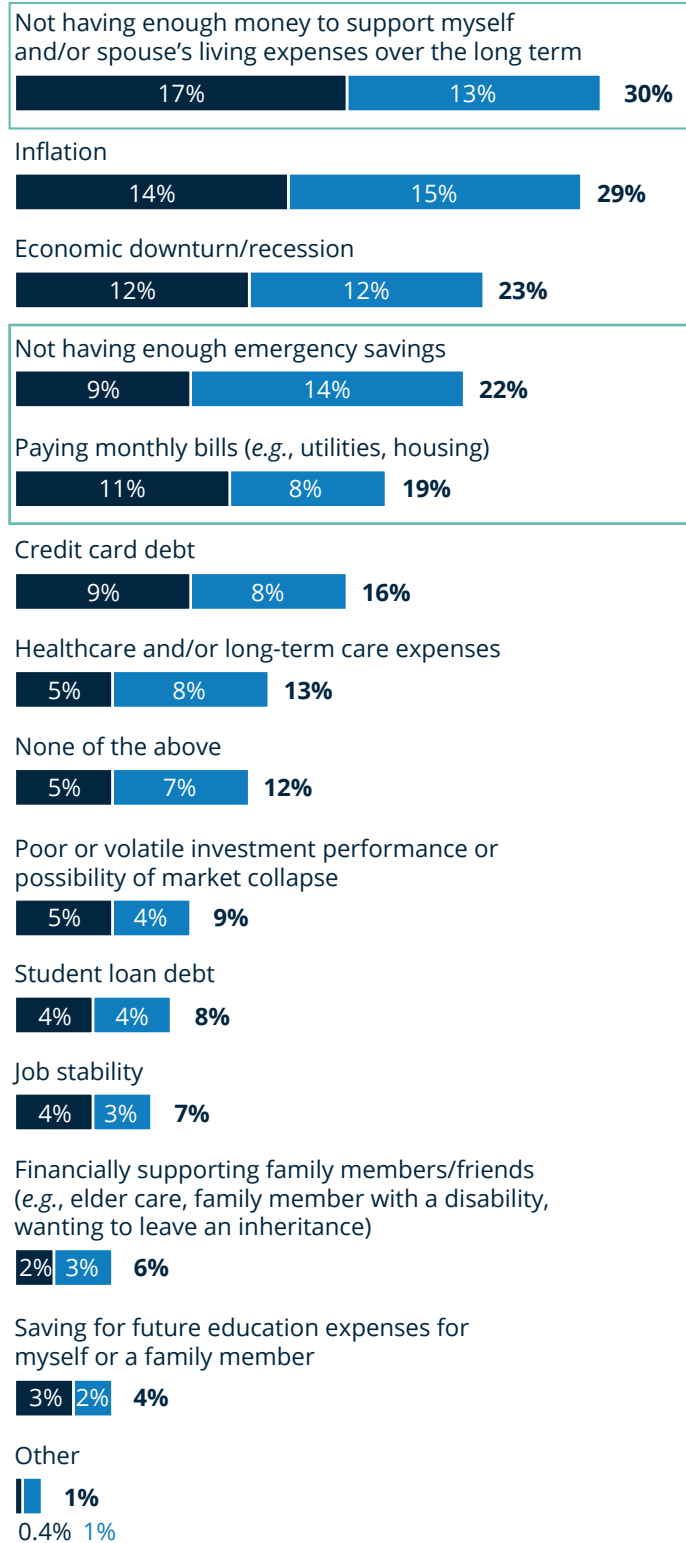 Not having enough money to support myself
and/or spouse’s living expenses over the long term
17% 13% 30%
Inflation
14% 15% 29%
Economic downturn/recession
12% 12% 23%
Not having enough emergency savings
9% 14% 22%
Paying monthly bills (e.g., utilities, housing)
11% 8% 19%
Credit card debt
9% 8% 16%
Healthcare and/or long-term care expenses
5% 8% 13%
None of the above
5% 7% 12%
Poor or volatile investment performance or
possibility of market collapse
5% 4% 9%
Student loan debt
4% 4% 8%
Job stability
4% 3% 7%
Financially supporting family members/friends
(e.g., elder care, family member with a disability,
wanting to leave an inheritance)
2% 3% 6%
Saving for future education expenses for
myself or a family member
3% 2% 4%
Other
1%
0.4% 1%